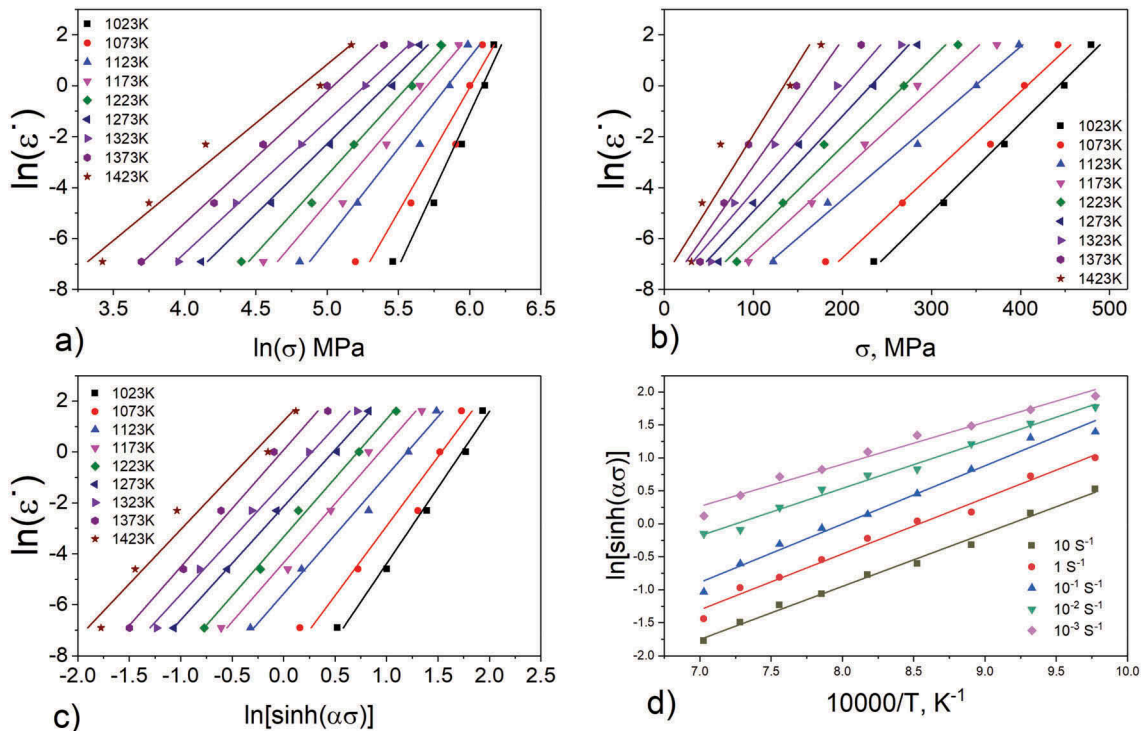 2
0
-2
-4
-6
-8
ln(ε˙)
1023K
1073K
1123K
1173K
1223K
1273K
1323K
1373K
1423K
3.5 4.0 4.5 5.0 5.5 6.0 6.5
a)
ln(σ) MPa
2
0
-2
-4
-6
-8
ln(ε˙)
1023K
1073K
1123K
1173K
1223K
1273K
1323K
1373K
1423K
0 100 200 300 400 500
b)
σ, MPa
2
0
-2
-4
-6
-8
ln(ε˙)
1023K
1073K
1123K
1173K
1223K
1273K
1323K
1373K
1423K
-2.0 -1.5 -1.0 -0.5 0.0 0.5 1.0 1.5 2.0 2.5
c)
ln[sinh(ασ)]
2.0
1.5
1.0
0.5
0.0
-0.5
-1.0
-1.5
-2.0
ln[sinh(ασ)]
10 S⁻¹
1 S⁻¹
10⁻¹ S⁻¹
10⁻² S⁻¹
10⁻³ S⁻¹
7.0 7.5 8.0 8.5 9.0 9.5 10.0
d)
10000/T, K⁻¹